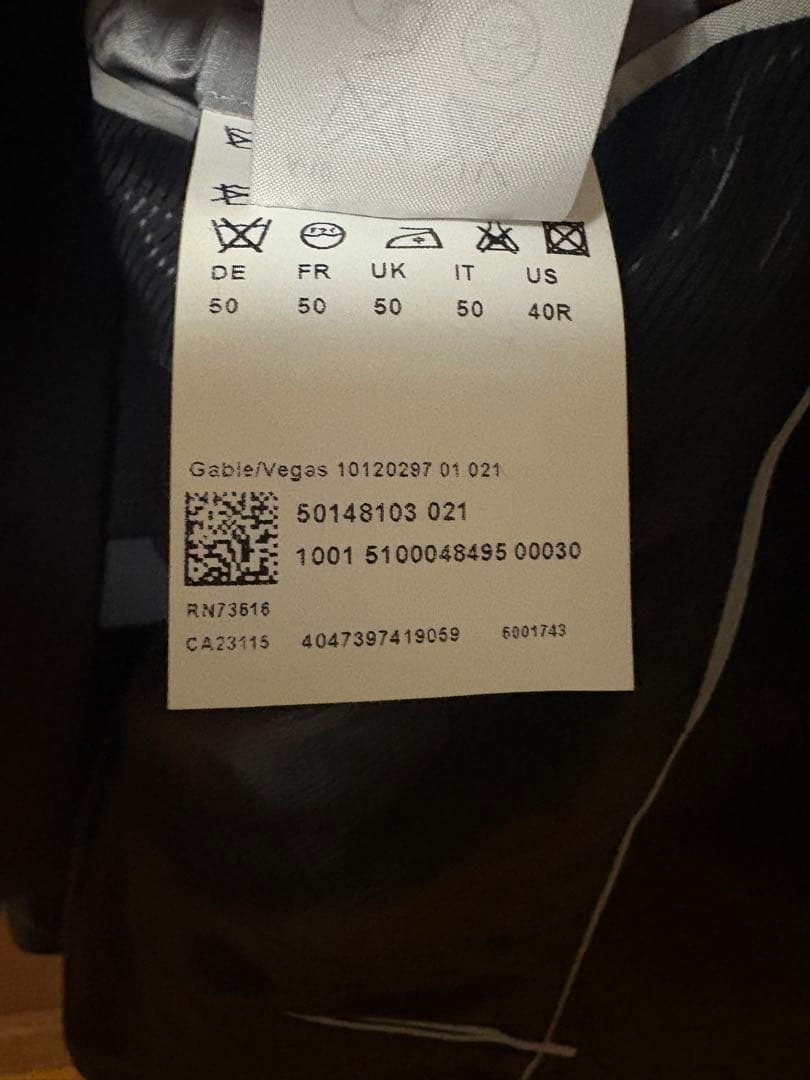 DE FR UK IT US
50 50 50 50 40R
Gable/Vegas 10120297 01 021
50148103 021
1001 5100048495 00030
RN73616
CA23115 4047397419059 6001743